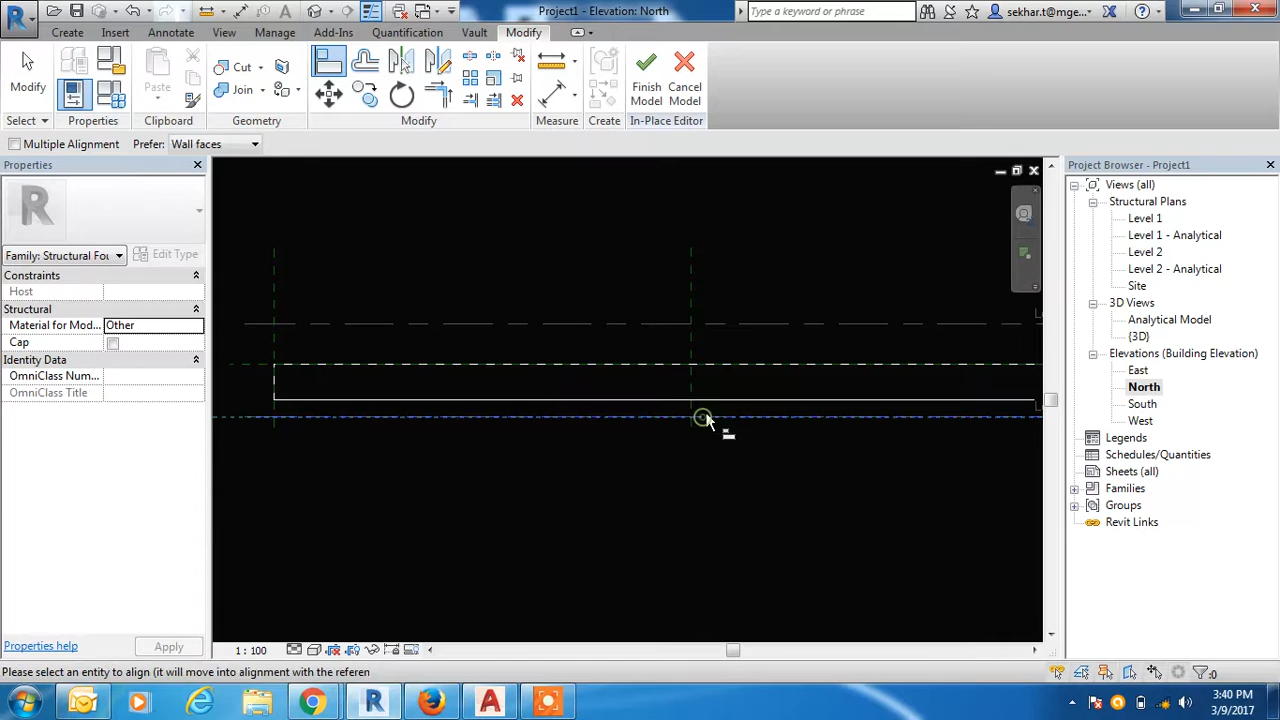 Project1 - Elevation: North
Type a keyword or phrase
sekhar.t@mge...
Create Insert Annotate View Manage Add-Ins Quantification Vault Modify
Modify
Paste
Cut
Join
Finish Model
Cancel Model
Select Properties Clipboard Geometry Modify Measure Create In-Place Editor
Multiple Alignment Prefer: Wall faces
Properties
Family: Structural Fou
Edit Type
Constraints
Host
Structural
Material for Mod... Other
Cap
Identity Data
OmniClass Num...
OmniClass Title
Properties help
Apply
Project Browser - Project1
Views (all)
Structural Plans
Level 1
Level 1 - Analytical
Level 2
Level 2 - Analytical
Site
3D Views
Analytical Model
{3D}
Elevations (Building Elevation)
East
North
South
West
Legends
Schedules/Quantities
Sheets (all)
Families
Groups
Revit Links
1 : 100
Please select an entity to align (it will move into alignment with the referen
:0
3:40 PM
3/9/2017